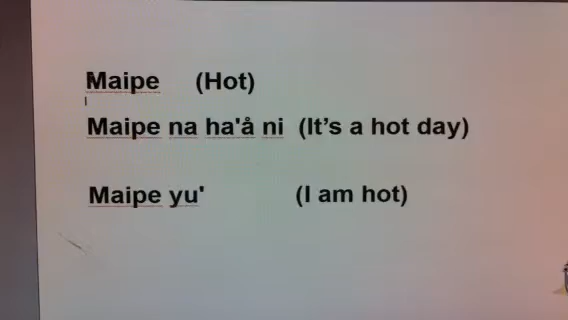 Maipe (Hot)
Maipe na ha'å ni (It's a hot day)
Maipe yu' (I am hot)